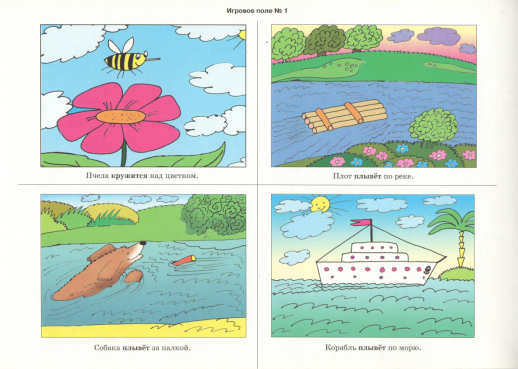 Игровое поле № 1
Пчела кружится над цветком.
Плот плывёт по реке.
Собака плывёт за палкой.
Корабль плывёт по морю.